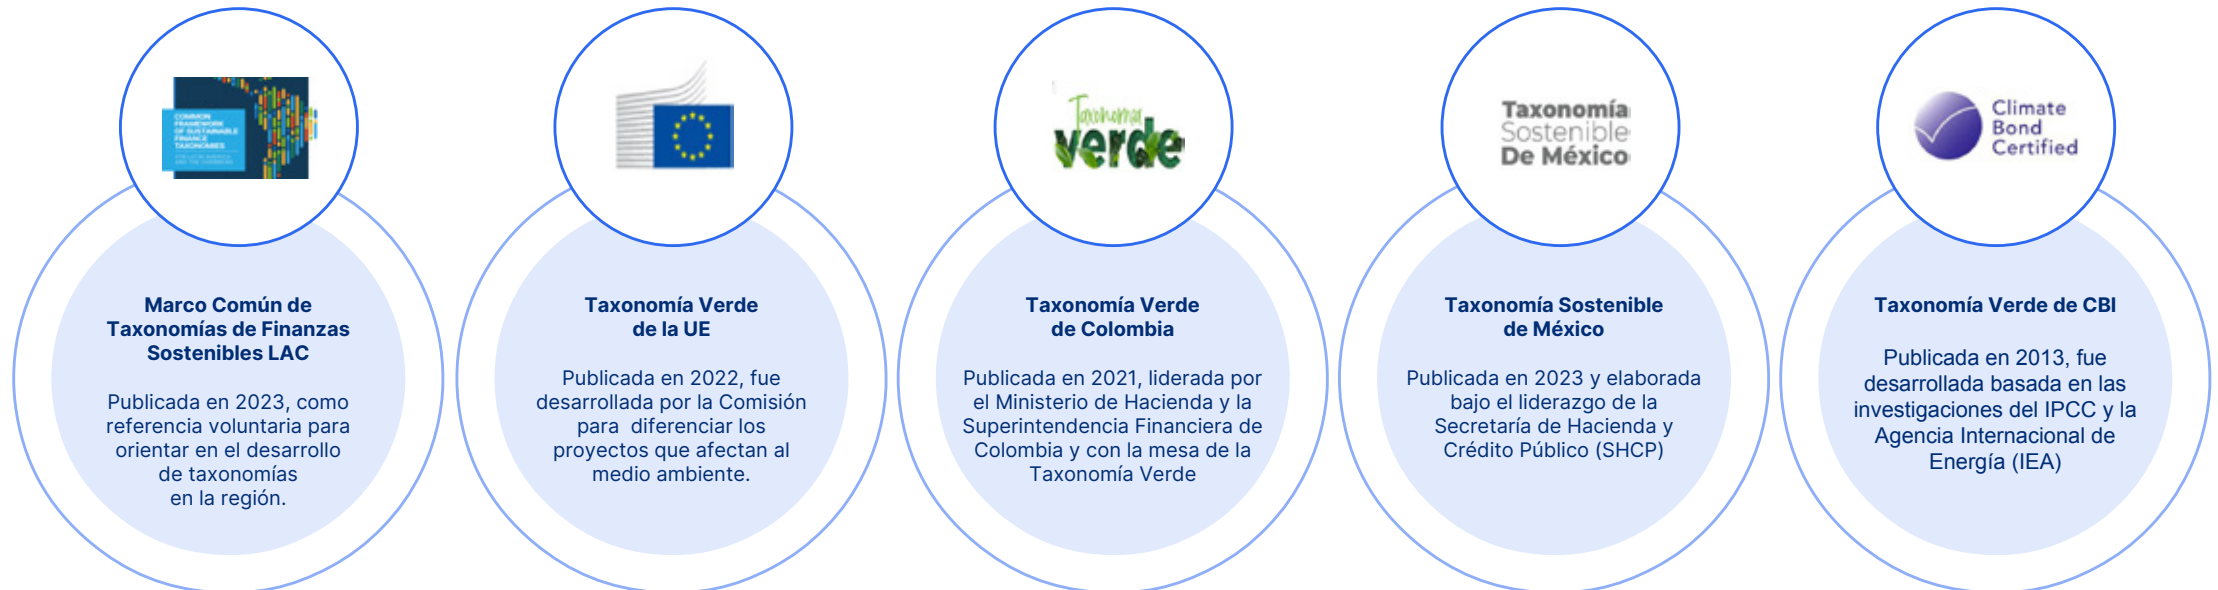 COMMON
FRAMEWORK
OF SUSTAINABLE
FINANCE
TAXONOMIES
FOR LATIN AMERICA
AND THE CARIBBEAN
Marco Común de
Taxonomías de Finanzas
Sostenibles LAC
Publicada en 2023, como
referencia voluntaria para
orientar en el desarrollo
de taxonomías
en la región.
Taxonomía Verde
de la UE
Publicada en 2022, fue
desarrollada por la Comisión
para diferenciar los
proyectos que afectan al
medio ambiente.
Taxonomía
verde
Taxonomía Verde
de Colombia
Publicada en 2021, liderada por
el Ministerio de Hacienda y la
Superintendencia Financiera de
Colombia y con la mesa de la
Taxonomía Verde
Taxonomía
Sostenible
De México
Taxonomía Sostenible
de México
Publicada en 2023 y elaborada
bajo el liderazgo de la
Secretaría de Hacienda y
Crédito Público (SHCP)
Climate
Bond
Certified
Taxonomía Verde de CBI
Publicada en 2013, fue
desarrollada basada en las
investigaciones del IPCC y la
Agencia Internacional de
Energía (IEA)